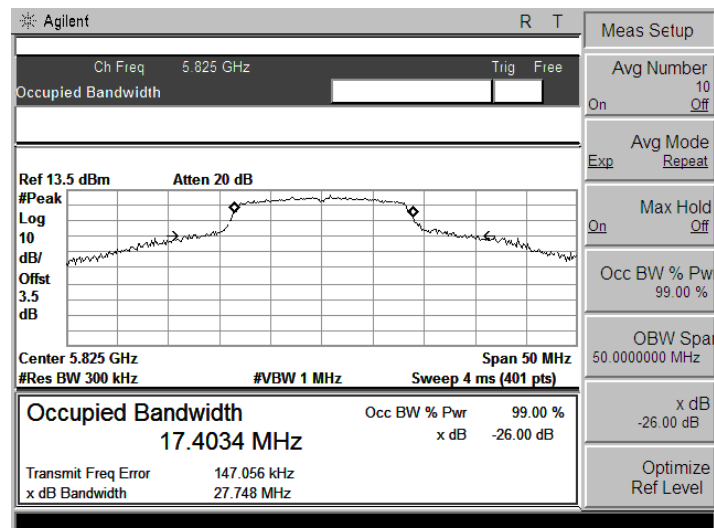 Agilent R T
Ch Freq 5.825 GHz Trig Free
Occupied Bandwidth
Ref 13.5 dBm Atten 20 dB
#Peak
Log
10
dB/
Offst
3.5
dB
Center 5.825 GHz Span 50 MHz
#Res BW 300 kHz #VBW 1 MHz Sweep 4 ms (401 pts)
Occupied Bandwidth
17.4034 MHz
Occ BW % Pwr 99.00 %
x dB -26.00 dB
Transmit Freq Error 147.056 kHz
x dB Bandwidth 27.748 MHz
Meas Setup
Avg Number
10
On Off
Avg Mode
Exp Repeat
Max Hold
On Off
Occ BW % Pw
99.00 %
OBW Spa
50.0000000 MHz
x dB
-26.00 dB
Optimize
Ref Level